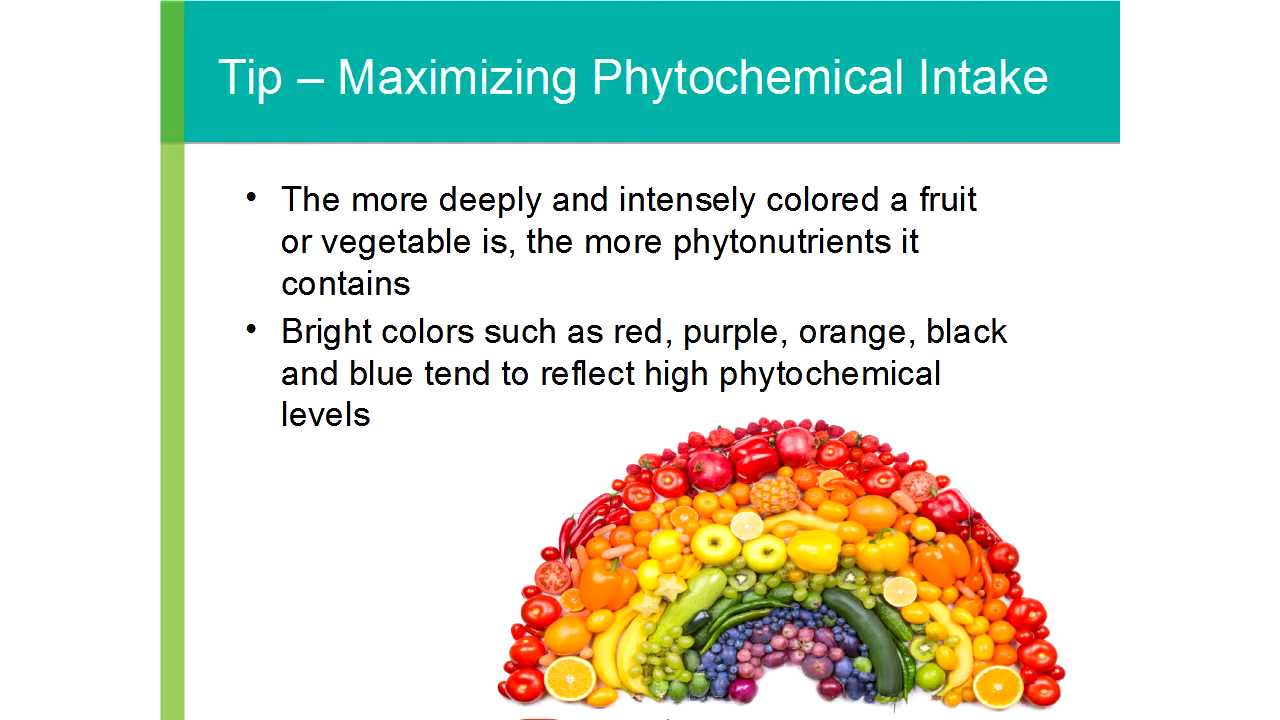 Tip – Maximizing Phytochemical Intake
• The more deeply and intensely colored a fruit
or vegetable is, the more phytonutrients it
contains
• Bright colors such as red, purple, orange, black
and blue tend to reflect high phytochemical
levels